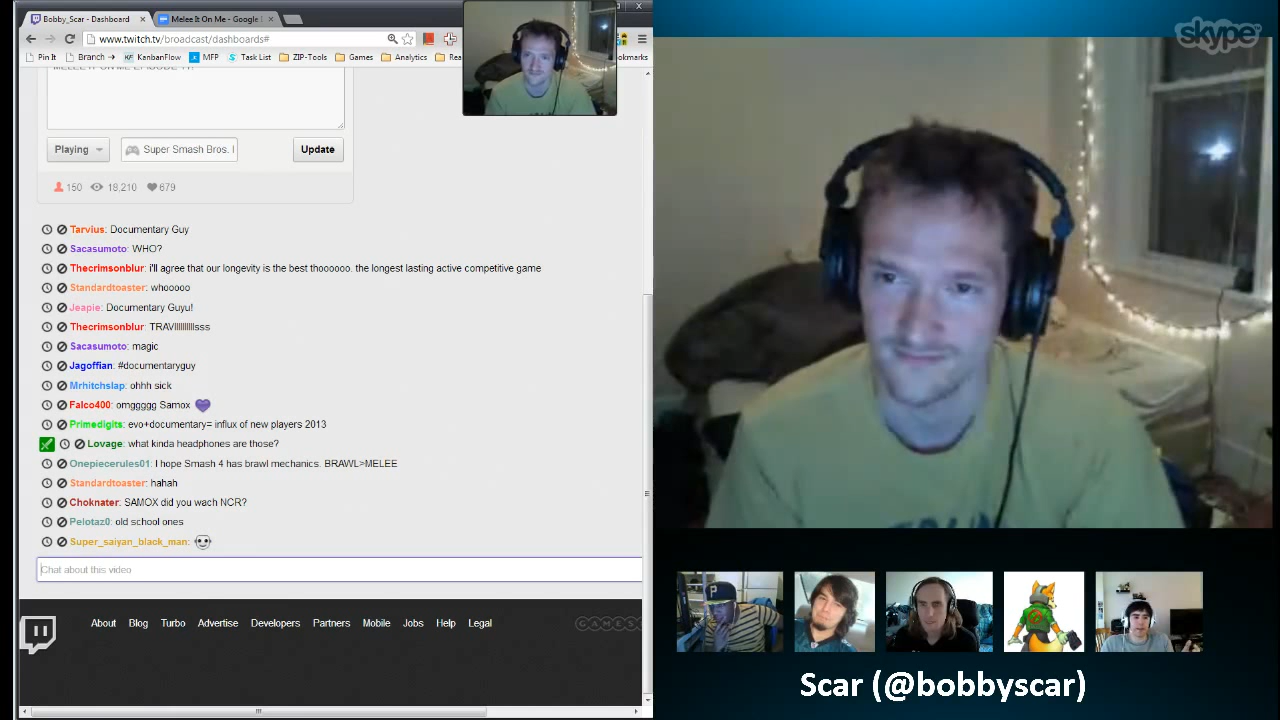 Bobby_Scar - Dashboard
Melee It On Me - Google
www.twitch.tv/broadcast/dashboards#
Pin It
Branch
KanbanFlow
MFP
Task List
ZIP-Tools
Games
Analytics
Rea
okmarks
skype
Playing
Super Smash Bros.
Update
150
18,210
679
Tarvius: Documentary Guy
Sacasumoto: WHO?
Thecrimsonblur: i'll agree that our longevity is the best thoooooo. the longest lasting active competitive game
Standardtoaster: whooooo
Jeapie: Documentary Guyu!
Thecrimsonblur: TRAVIIIIIIIIIIsss
Sacasumoto: magic
Jagoffian: #documentaryguy
Mrhitchslap: ohhh sick
Falco400: omggggg Samox
Primedigits: evo+documentary= influx of new players 2013
Lovage: what kinda headphones are those?
Onepiecerules01: I hope Smash 4 has brawl mechanics. BRAWL>MELEE
Standardtoaster: hahah
Choknater: SAMOX did you wach NCR?
Pelotaz0: old school ones
Super_saiyan_black_man:
Chat about this video
About Blog Turbo Advertise Developers Partners Mobile Jobs Help Legal
GAMES
Scar (@bobbyscar)